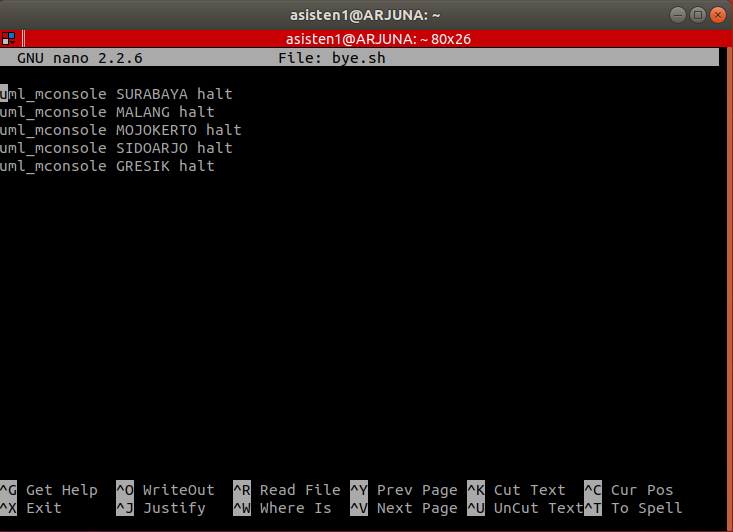 asisten1@ARJUNA: ~
asisten1@ARJUNA: ~ 80x26
GNU nano 2.2.6 File: bye.sh
uml_mconsole SURABAYA halt
uml_mconsole MALANG halt
uml_mconsole MOJOKERTO halt
uml_mconsole SIDOARJO halt
uml_mconsole GRESIK halt
^G Get Help ^O WriteOut ^R Read File ^Y Prev Page ^K Cut Text ^C Cur Pos
^X Exit ^J Justify ^W Where Is ^V Next Page ^U UnCut Text ^T To Spell